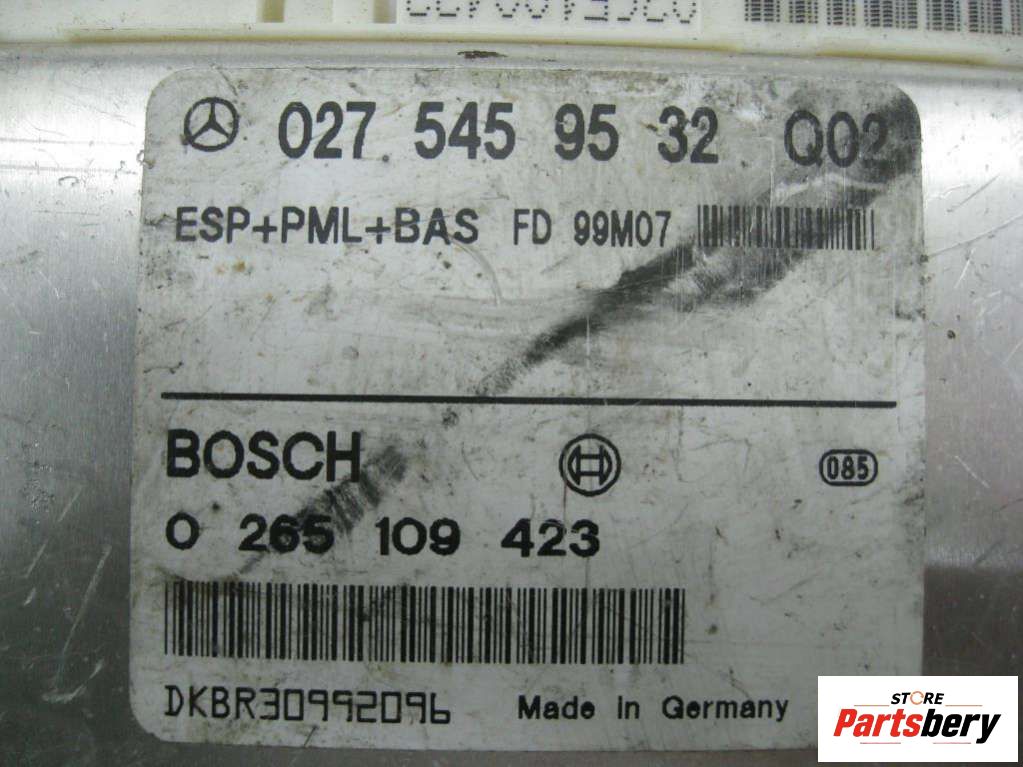 027 545 95 32 Q02
ESP+PML+BAS FD 99M07
BOSCH
085
0 265 109 423
DKBR30992096
Made in Germany
STORE
Partsbery